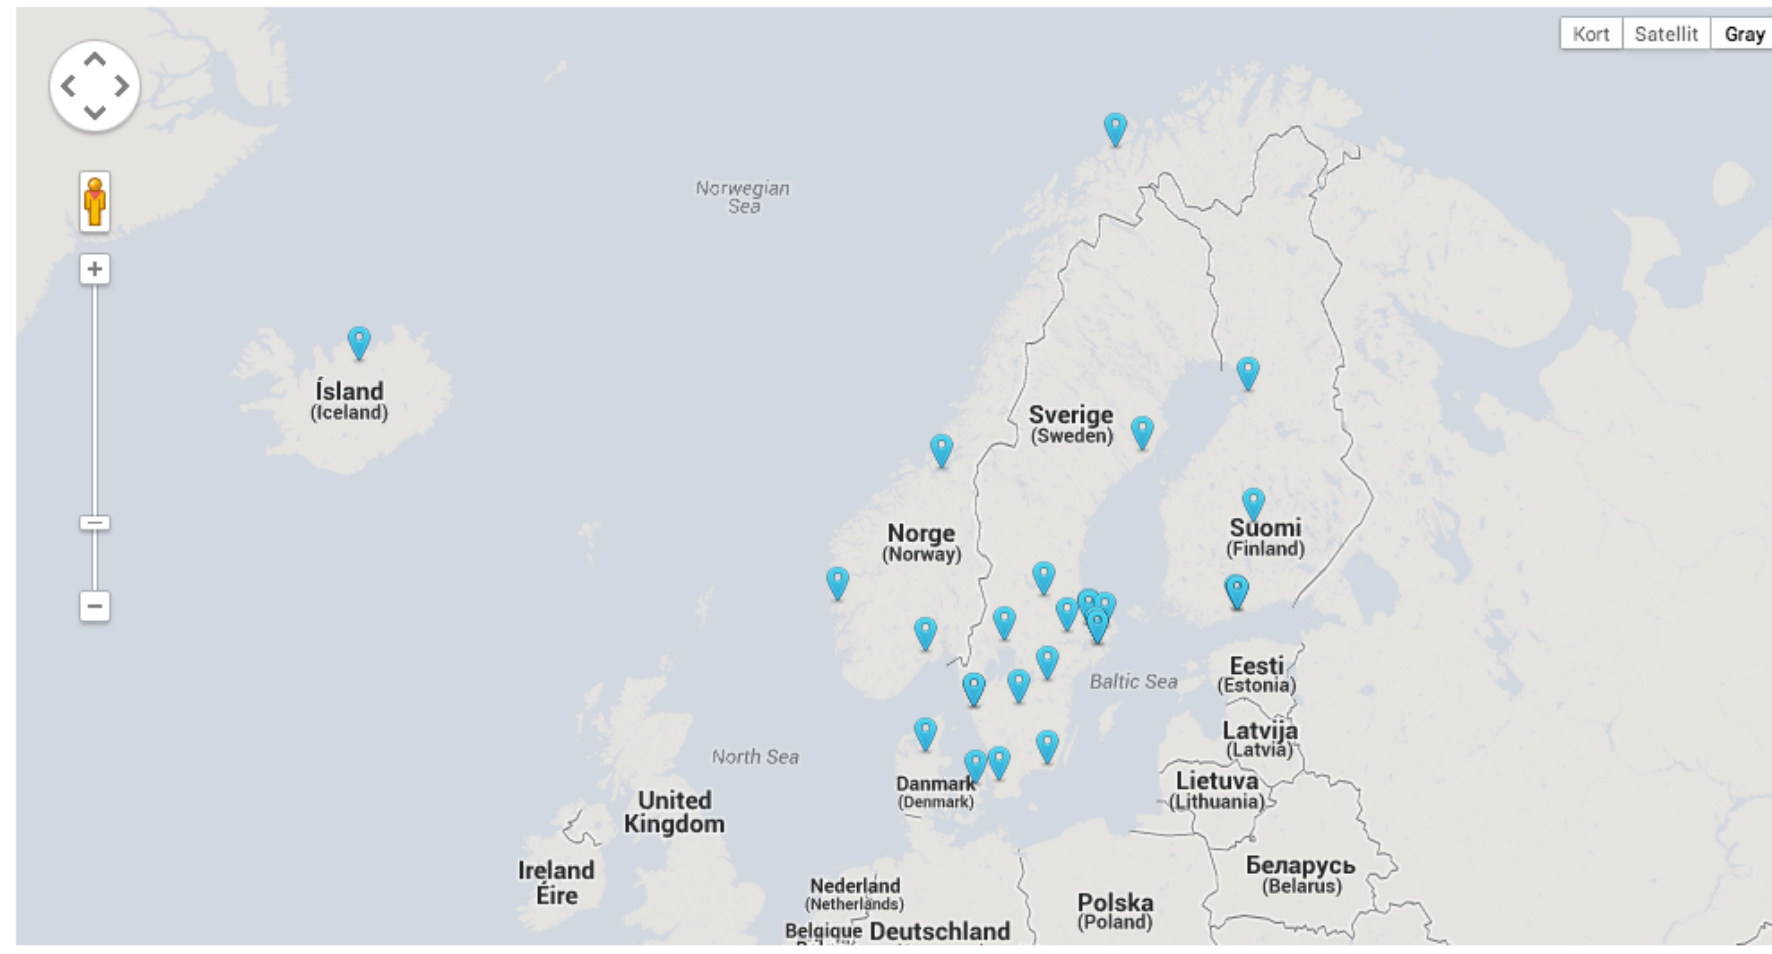 Kort Satellit Gray
Norwegian
Sea
+
Ísland
(Iceland)
Sverige
(Sweden)
Norge
(Norway)
Suomi
(Finland)
−
Eesti
(Estonia)
Baltic Sea
Latvija
(Latvia)
North Sea
Danmark
(Denmark)
Lietuva
(Lithuania)
United
Kingdom
Ireland
Éire
Беларусь
(Belarus)
Nederland
(Netherlands)
Polska
(Poland)
Belgique
Deutschland